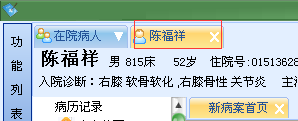 在院病人 陈福祥
陈福祥 男 815床 52岁 住院号:01513628
入院诊断：右膝 软骨软化 ,右膝骨性 关节炎 主
病历记录 新病案首页
功能列表